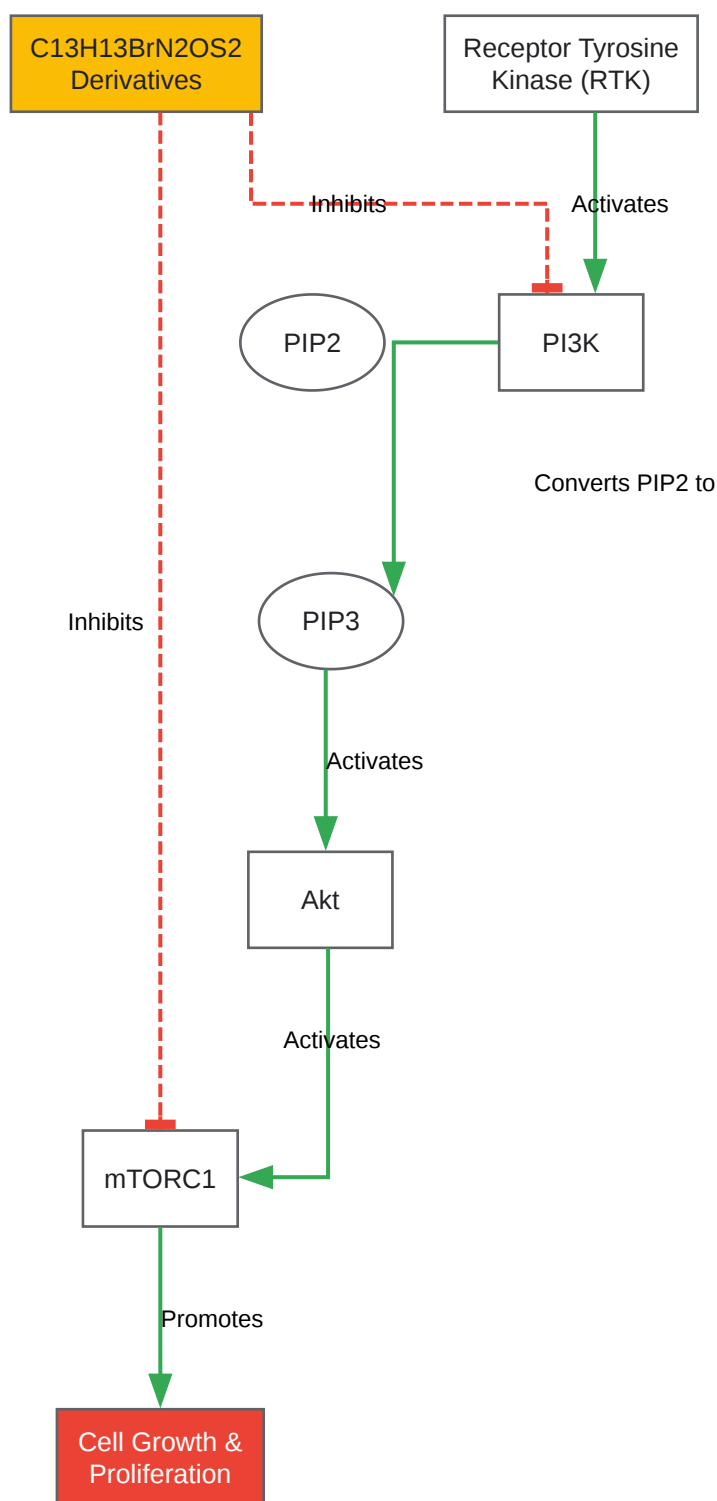 C13H13BrN2OS2
Derivatives
Receptor Tyrosine
Kinase (RTK)
Inhibits
Activates
PIP2
PI3K
Converts PIP2 to
Inhibits
PIP3
Activates
Akt
Activates
mTORC1
Promotes
Cell Growth &
Proliferation